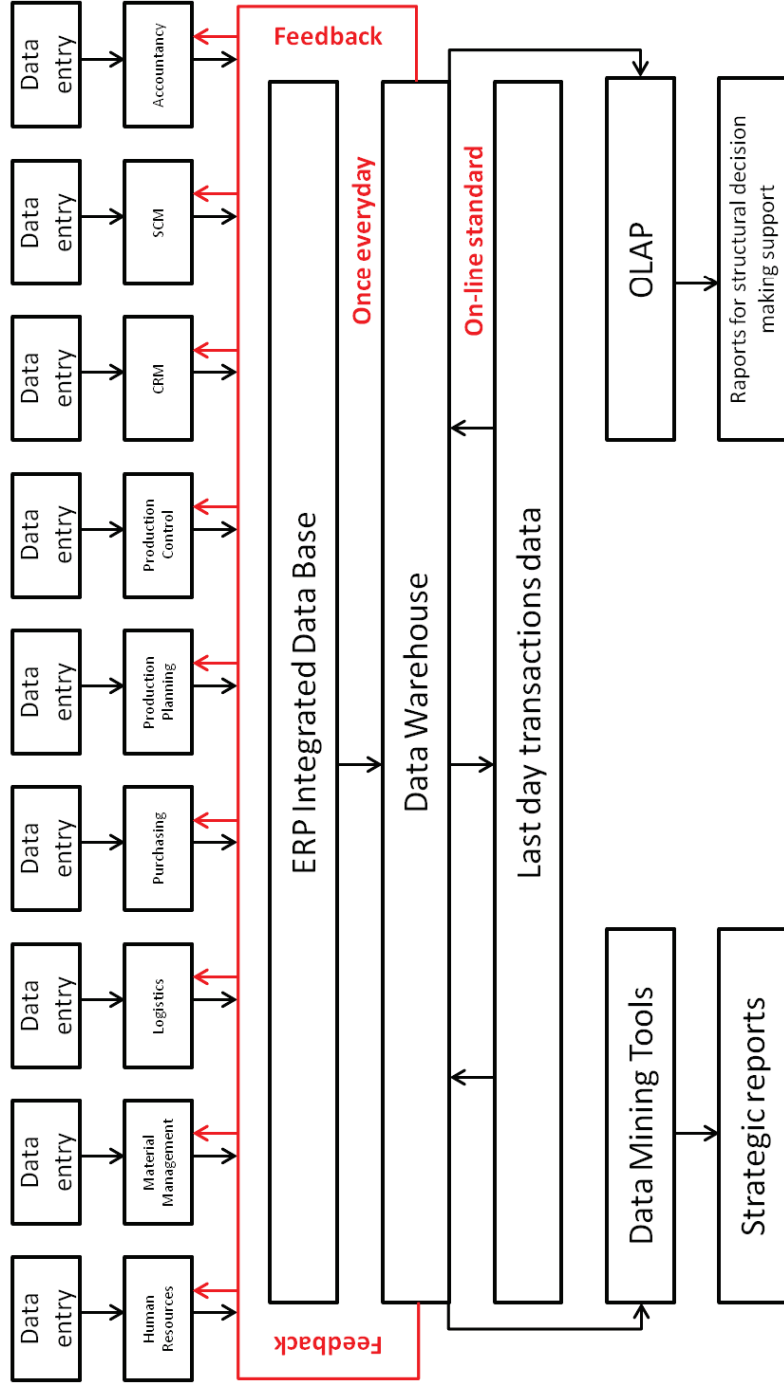 Data
entry
Data
entry
Data
entry
Data
entry
Data
entry
Data
entry
Data
entry
Data
entry
Data
entry
Human
Resources
Material
Management
Logistics
Purchasing
Production
Planning
Production
Control
CRM
SCM
Accountancy
Feedback
Feedback
ERP Integrated Data Base
Once everyday
Data Warehouse
On-line standard
Last day transactions data
Data Mining Tools
OLAP
Strategic reports
Raports for structural decision
making support